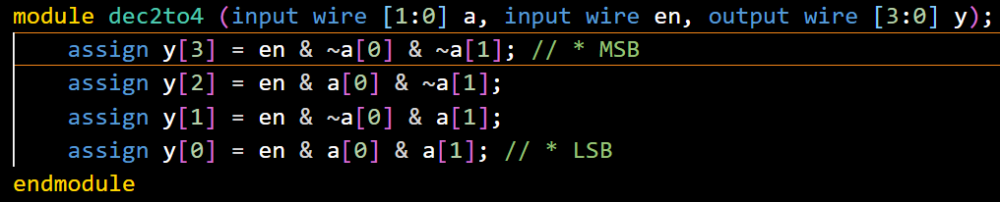 module dec2to4 (input wire [1:0] a, input wire en, output wire [3:0] y);
    assign y[3] = en & ~a[0] & ~a[1]; // * MSB
    assign y[2] = en & a[0] & ~a[1];
    assign y[1] = en & ~a[0] & a[1];
    assign y[0] = en & a[0] & a[1]; // * LSB
endmodule